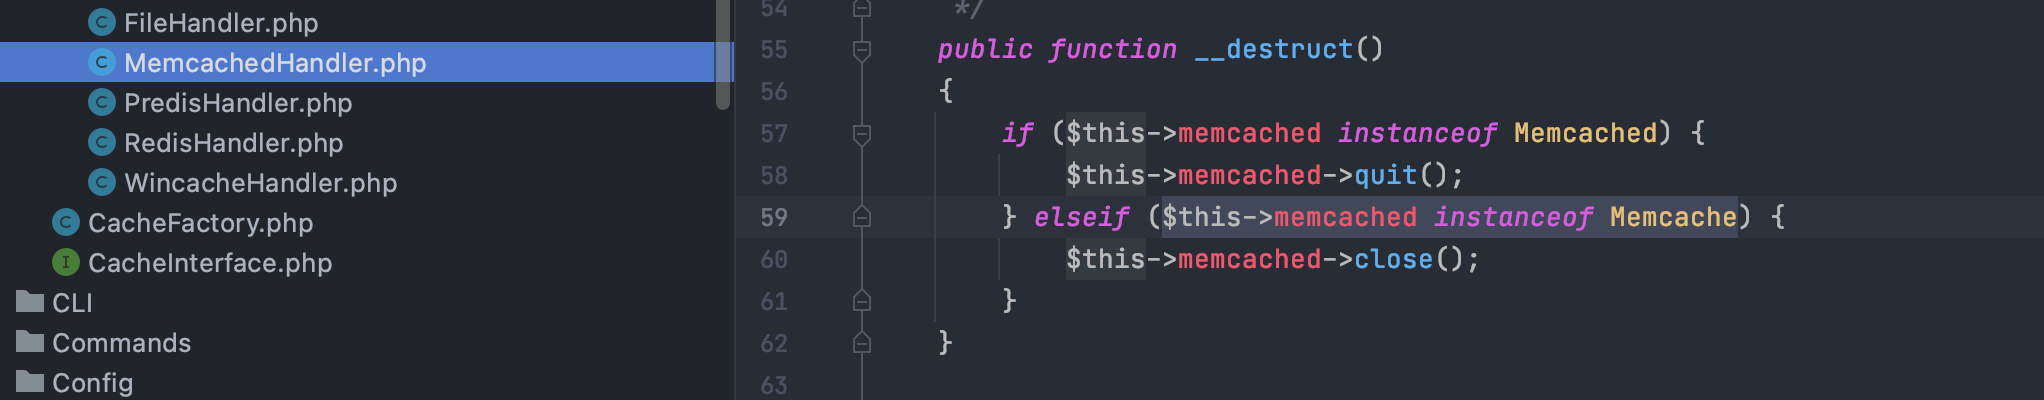 FileHandler.php
MemcachedHandler.php
PredisHandler.php
RedisHandler.php
WincacheHandler.php
CacheFactory.php
CacheInterface.php
CLI
Commands
Config
54 */
55 public function __destruct()
56 {
57 if ($this->memcached instanceof Memcached) {
58 $this->memcached->quit();
59 } elseif ($this->memcached instanceof Memcache) {
60 $this->memcached->close();
61 }
62 }
63